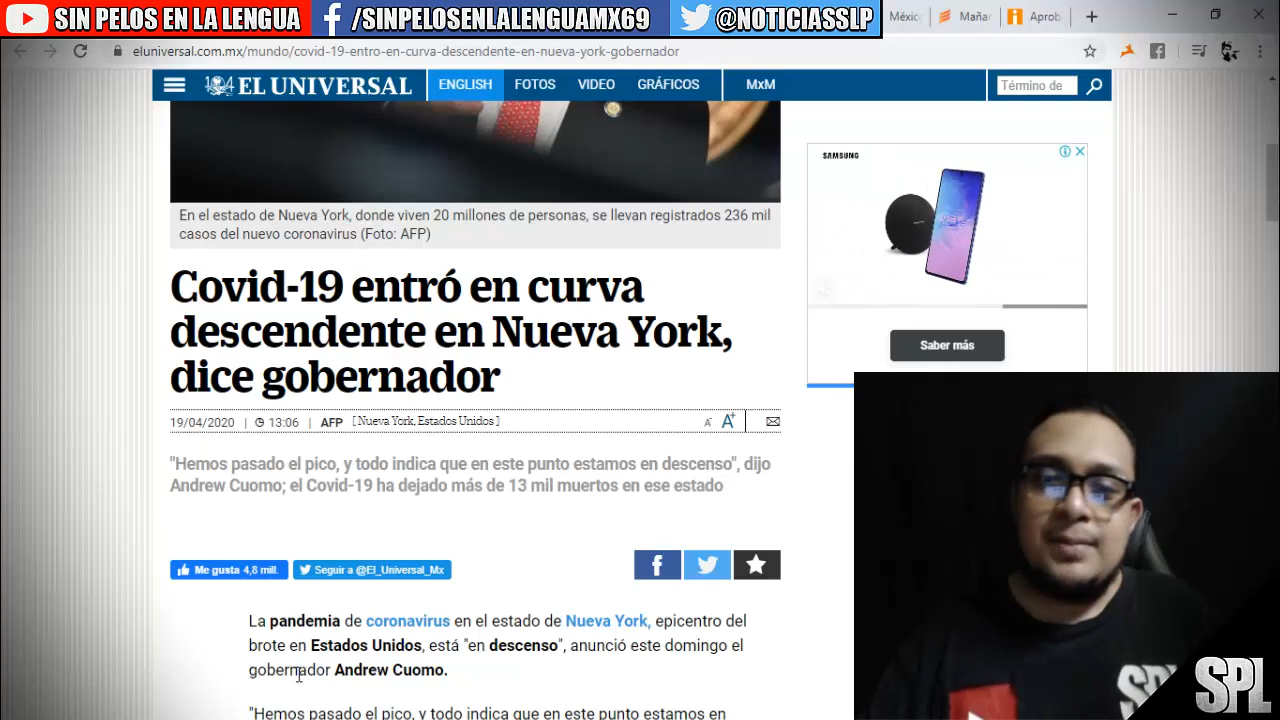 SIN PELOS EN LA LENGUA
/SINPELOSENLALENGUAMX69
@NOTICIASSLP
Méxic
Mañar
Aprob
eluniversal.com.mx/mundo/covid-19-entro-en-curva-descendente-en-nueva-york-gobernador
EL UNIVERSAL
ENGLISH
FOTOS
VIDEO
GRÁFICOS
MxM
Término de
En el estado de Nueva York, donde viven 20 millones de personas, se llevan registrados 236 mil
casos del nuevo coronavirus (Foto: AFP)
SAMSUNG
Saber más
Covid-19 entró en curva
descendente en Nueva York,
dice gobernador
19/04/2020 | 13:06 | AFP [ Nueva York, Estados Unidos ]
A- A+
"Hemos pasado el pico, y todo indica que en este punto estamos en descenso", dijo
Andrew Cuomo; el Covid-19 ha dejado más de 13 mil muertos en ese estado
Me gusta 4,8 mill.
Seguir a @El_Universal_Mx
La pandemia de coronavirus en el estado de Nueva York, epicentro del
brote en Estados Unidos, está "en descenso", anunció este domingo el
gobernador Andrew Cuomo.
"Hemos pasado el pico, y todo indica que en este punto estamos en
SPL
SPL